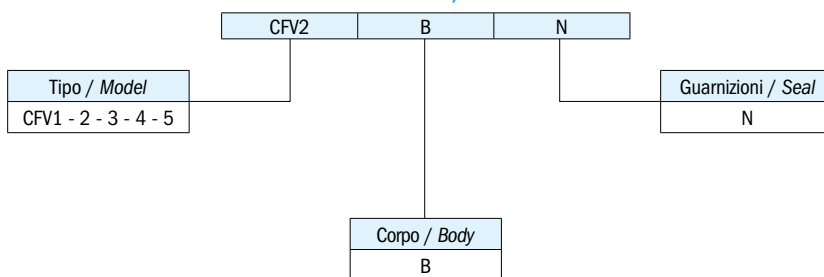 CFV2 B N
Tipo / Model
CFV1 - 2 - 3 - 4 - 5
Guarnizioni / Seal
N
Corpo / Body
B